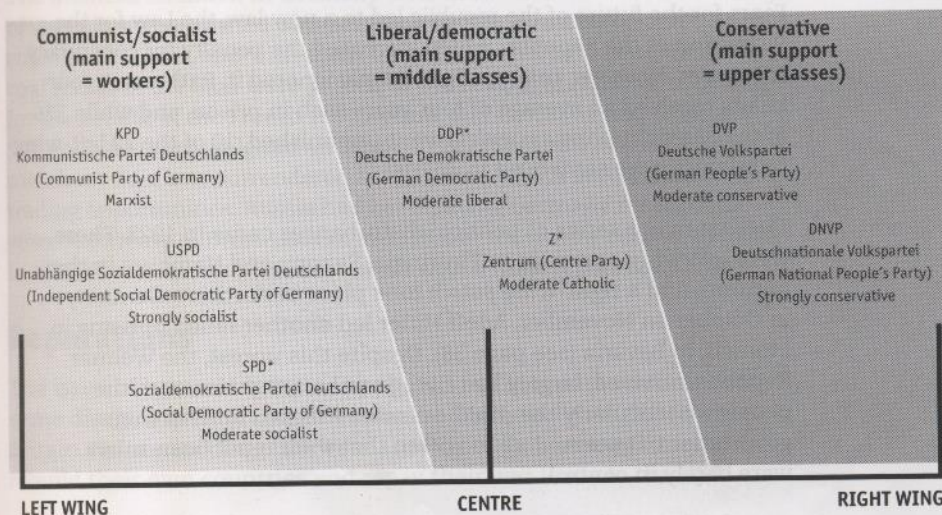 Communist/socialist
(main support
= workers)
KPD
Kommunistische Partei Deutschlands
(Communist Party of Germany)
Marxist
USPD
Unabhängige Sozialdemokratische Partei Deutschlands
(Independent Social Democratic Party of Germany)
Strongly socialist
SPD*
Sozialdemokratische Partei Deutschlands
(Social Democratic Party of Germany)
Moderate socialist
Liberal/democratic
(main support
= middle classes)
DDP*
Deutsche Demokratische Partei
(German Democratic Party)
Moderate liberal
Z*
Zentrum (Centre Party)
Moderate Catholic
Conservative
(main support
= upper classes)
DVP
Deutsche Volkspartei
(German People's Party)
Moderate conservative
DNVP
Deutschnationale Volkspartei
(German National People's Party)
Strongly conservative
LEFT WING
CENTRE
RIGHT WING